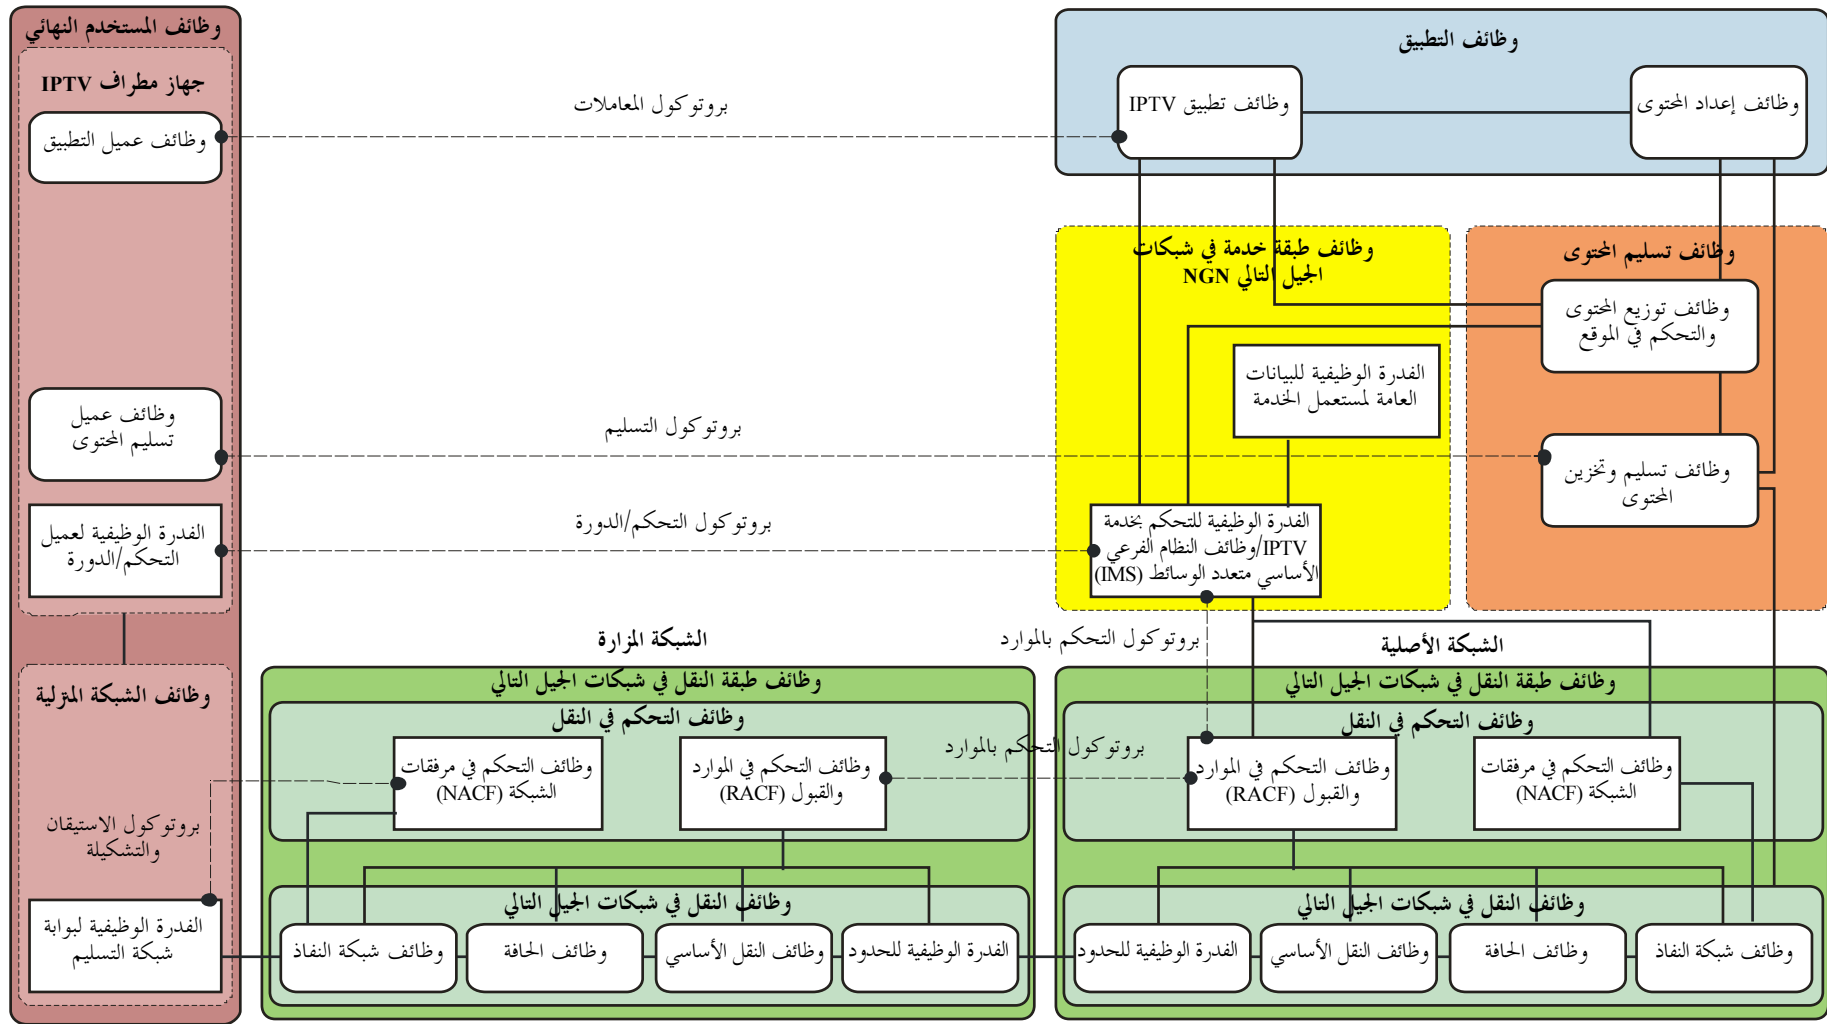 وظائف المستخدم النهائي
جهاز مطراف IPTV
وظائف عميل التطبيق
وظائف عميل
تسليم المحتوى
الفدرة الوظيفية لعميل
التحكم/الدورة
وظائف الشبكة المنزلية
الفدرة الوظيفية لبوابة
شبكة التسليم
بروتوكول المعاملات
بروتوكول التسليم
بروتوكول التحكم/الدورة
بروتوكول الاستيقان
والتشكيلة
وظائف التطبيق
وظائف تطبيق IPTV
وظائف إعداد المحتوى
وظائف طبقة خدمة في شبكات
الجيل التالي NGN
الفدرة الوظيفية للبيانات
العامة لمستعمل الخدمة
الفدرة الوظيفية للتحكم بخدمة
IPTV/وظائف النظام الفرعي
الأساسي متعدد الوسائط (IMS)
وظائف تسليم المحتوى
وظائف توزيع المحتوى
والتحكم في الموقع
وظائف تسليم وتخزين
المحتوى
بروتوكول التحكم بالموارد
الشبكة الأصلية
وظائف طبقة النقل في شبكات الجيل التالي
وظائف التحكم في النقل
وظائف التحكم في مرفقات
الشبكة (NACF)
وظائف التحكم في الموارد
والقبول (RACF)
وظائف النقل في شبكات الجيل التالي
وظائف شبكة النفاذ
وظائف الحافة
وظائف النقل الأساسي
الفدرة الوظيفية للحدود
بروتوكول التحكم بالموارد
الشبكة المزارة
وظائف طبقة النقل في شبكات الجيل التالي
وظائف التحكم في النقل
وظائف التحكم في الموارد
والقبول (RACF)
وظائف التحكم في مرفقات
الشبكة (NACF)
وظائف النقل في شبكات الجيل التالي
الفدرة الوظيفية للحدود
وظائف النقل الأساسي
وظائف الحافة
وظائف شبكة النفاذ